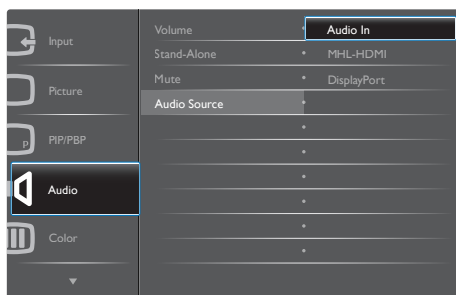 Input
Picture
P
PIP/PBP
Audio
Color
Volume
Stand-Alone
Mute
Audio Source
Audio In
MHL-HDMI
DisplayPort